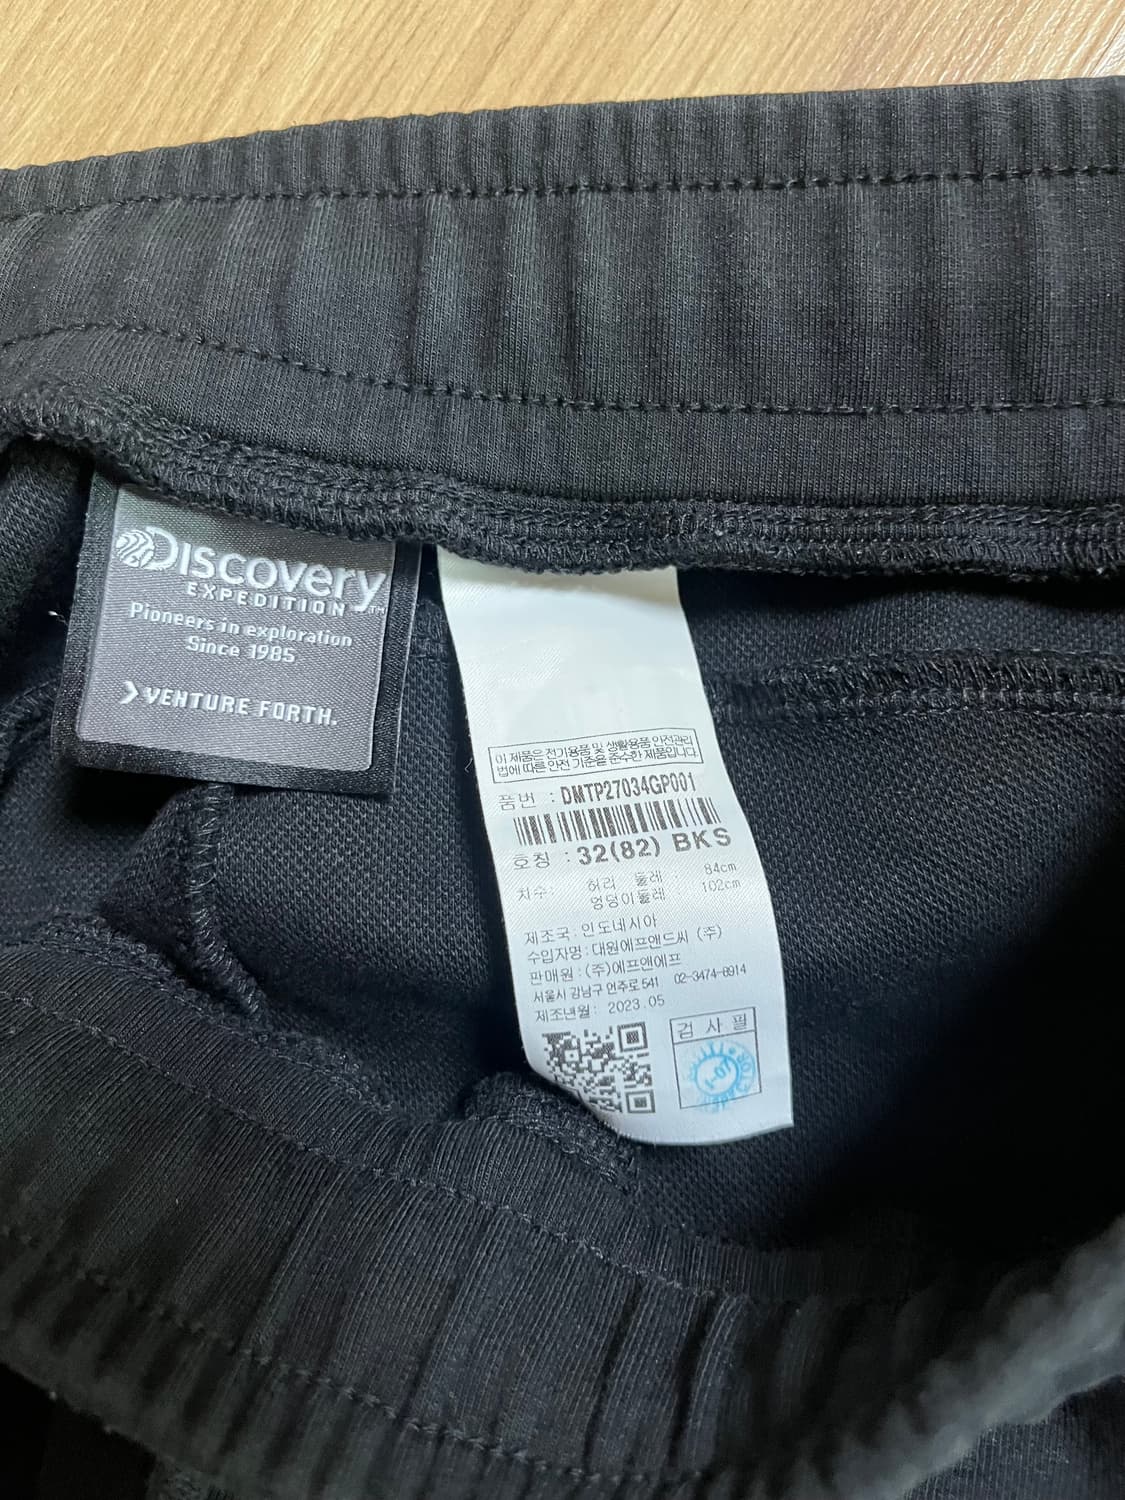 DISCOVERY
EXPEDITION™
Pioneers in exploration
Since 1985
VENTURE FORTH.
이 제품은 전기용품 및 생활용품 안전관리
법에 따른 안전 기준을 준수한 제품입니다.
품번 : DMTP27034GP001
호칭 : 32(82) BKS
치수: 허리 둘레 : 84cm
엉덩이둘레 : 102cm
제조국: 인도네시아
수입자명: 대원에프앤드씨 (주)
판매원 : (주)에프앤에프
서울시 강남구 언주로 541 02-3474-8914
제조년월: 2023.05
검 사 필